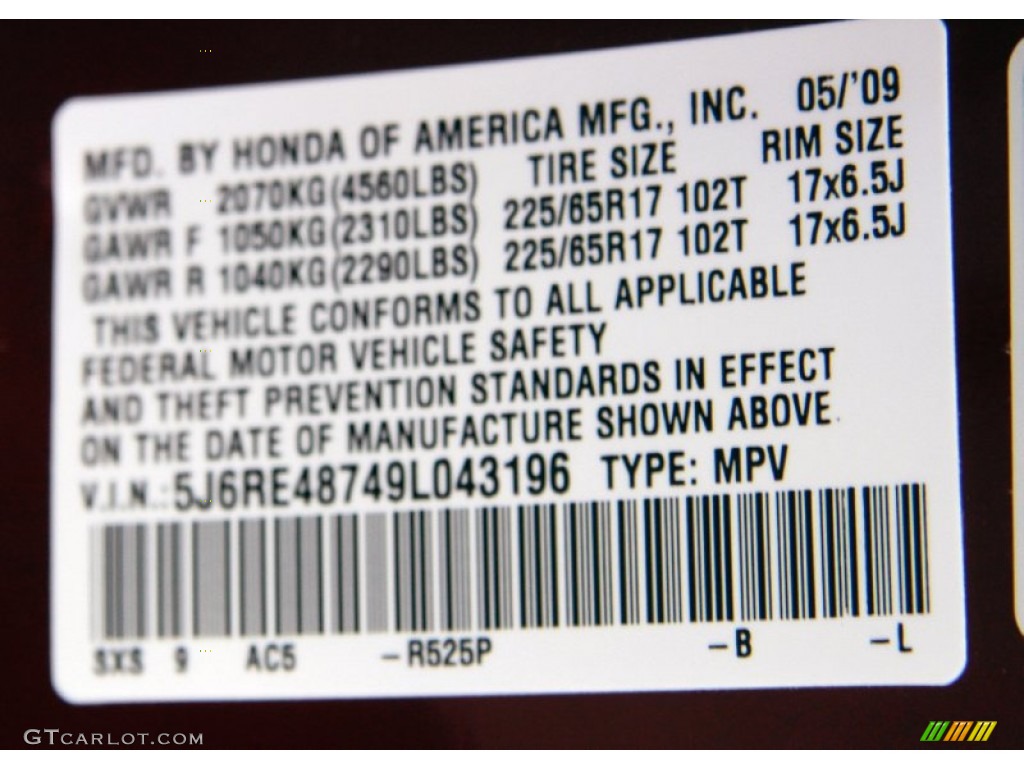 MFD. BY HONDA OF AMERICA MFG., INC. 05/'09
GVWR 2070KG(4560LBS) TIRE SIZE RIM SIZE
GAWR F 1050KG(2310LBS) 225/65R17 102T 17x6.5J
GAWR R 1040KG(2290LBS) 225/65R17 102T 17x6.5J
THIS VEHICLE CONFORMS TO ALL APPLICABLE
FEDERAL MOTOR VEHICLE SAFETY
AND THEFT PREVENTION STANDARDS IN EFFECT
ON THE DATE OF MANUFACTURE SHOWN ABOVE.
V.I.N.: 5J6RE48749L043196 TYPE: MPV
SXS 9 AC5 -R525P -B -L
GTCARLOT.COM